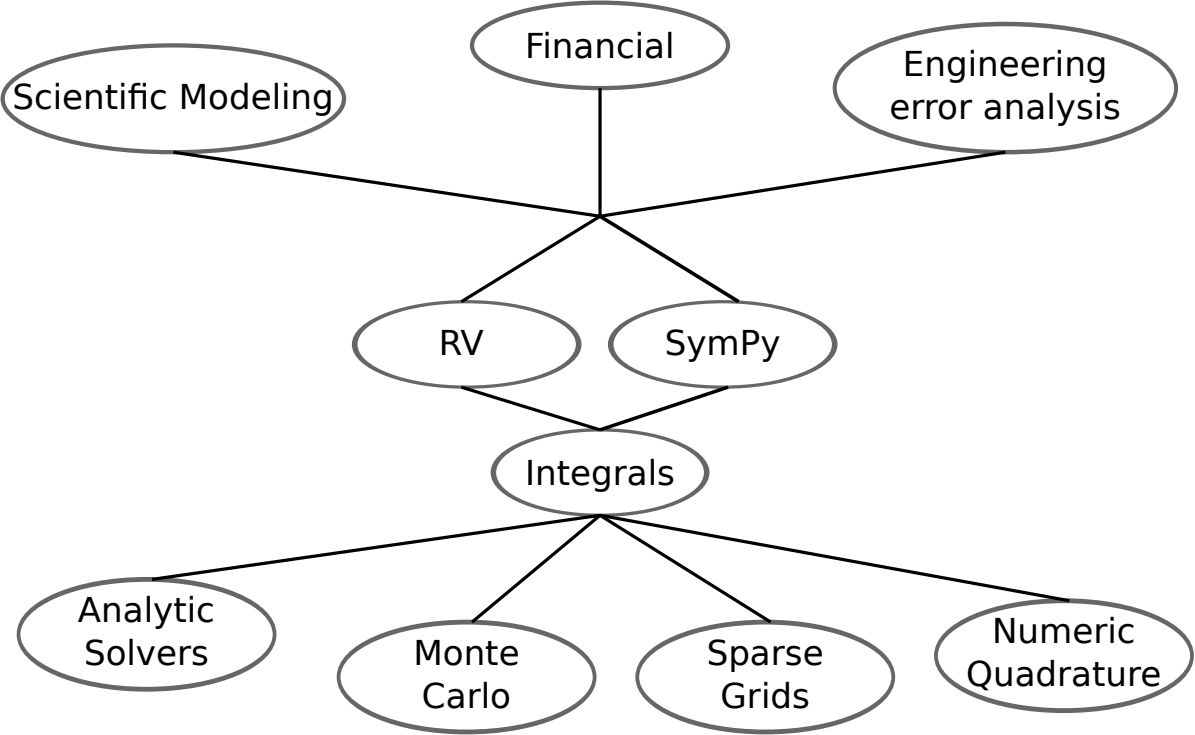 Financial
Scientific Modeling
Engineering
error analysis
RV
SymPy
Integrals
Analytic
Solvers
Monte
Carlo
Sparse
Grids
Numeric
Quadrature